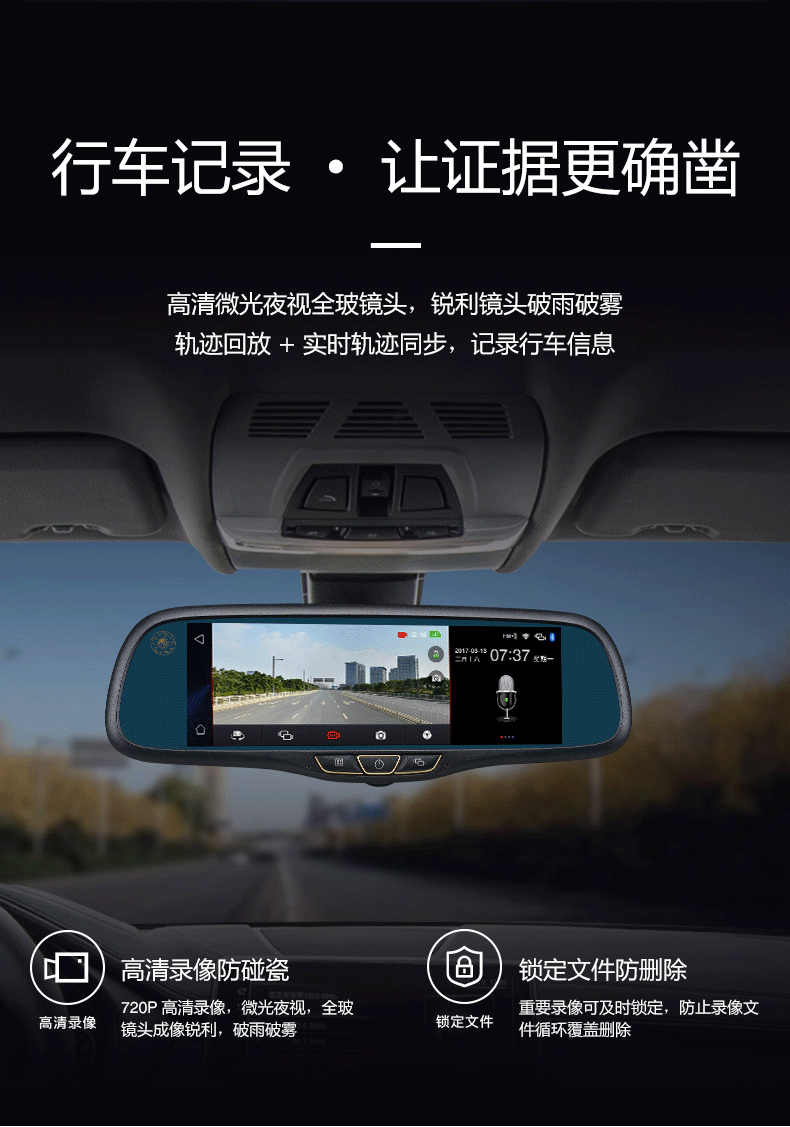 行车记录 · 让证据更确凿
高清微光夜视全玻镜头，锐利镜头破雨破雾
轨迹回放 + 实时轨迹同步，记录行车信息
2017-03-13
二月十六
07:37
星期一
高清录像防碰瓷
720P 高清录像，微光夜视，全玻
镜头成像锐利，破雨破雾
高清录像
锁定文件防删除
重要录像可及时锁定，防止录像文
件循环覆盖删除
锁定文件